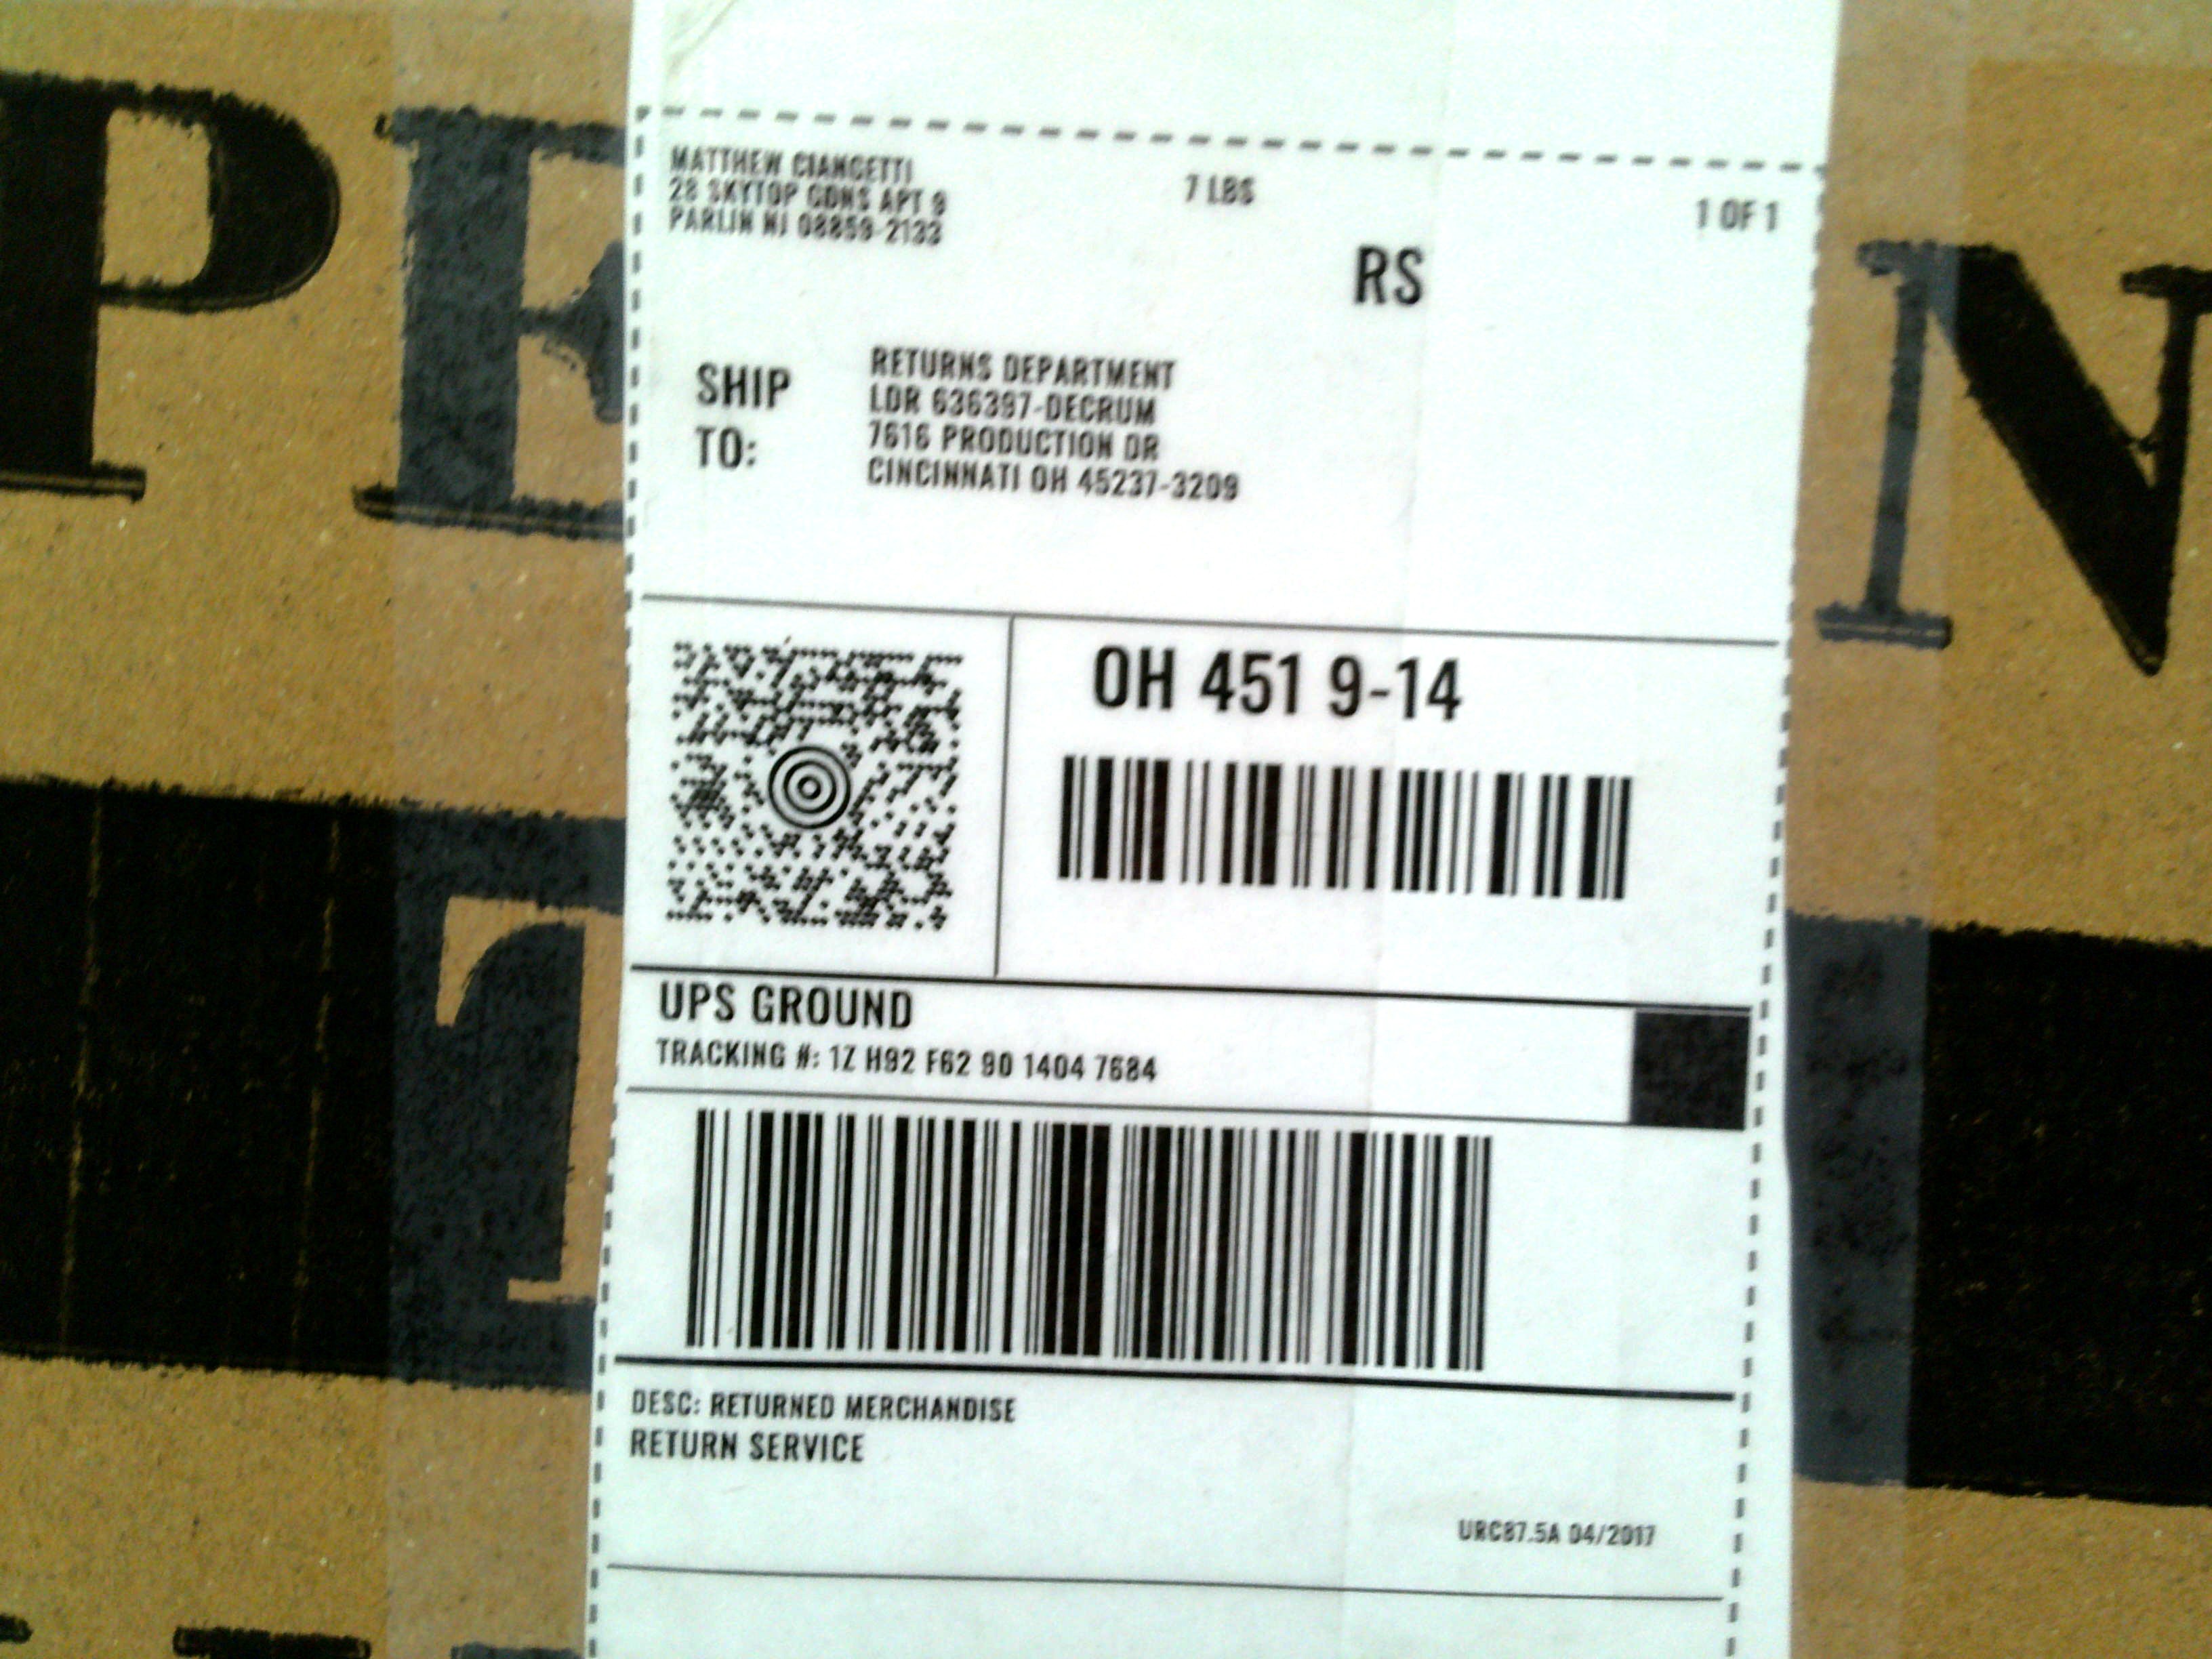 PE
N
T
MATTHEW CIANCETTI
28 SKYTOP GDNS APT 9
PARLIN NJ 08859-2133
7 LBS
1 OF 1
RS
SHIP
TO:
RETURNS DEPARTMENT
LDR 636397-DECRUM
7616 PRODUCTION DR
CINCINNATI OH 45237-3209
OH 451 9-14
UPS GROUND
TRACKING #: 1Z H92 F62 90 1404 7684
DESC: RETURNED MERCHANDISE
RETURN SERVICE
URC87.5A 04/2017